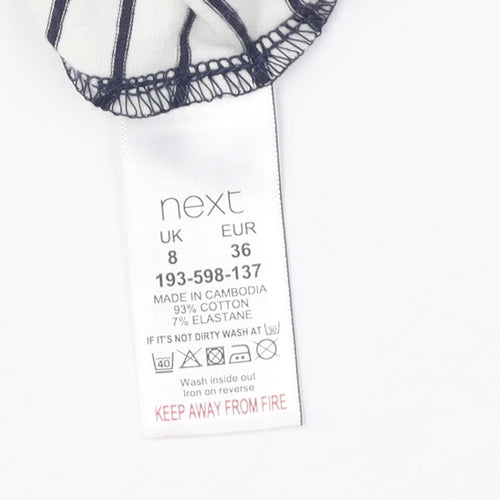 next
UK EUR
8 36
193-598-137
MADE IN CAMBODIA
93% COTTON
7% ELASTANE
IF IT'S NOT DIRTY WASH AT 30
40
Wash inside out
Iron on reverse
KEEP AWAY FROM FIRE